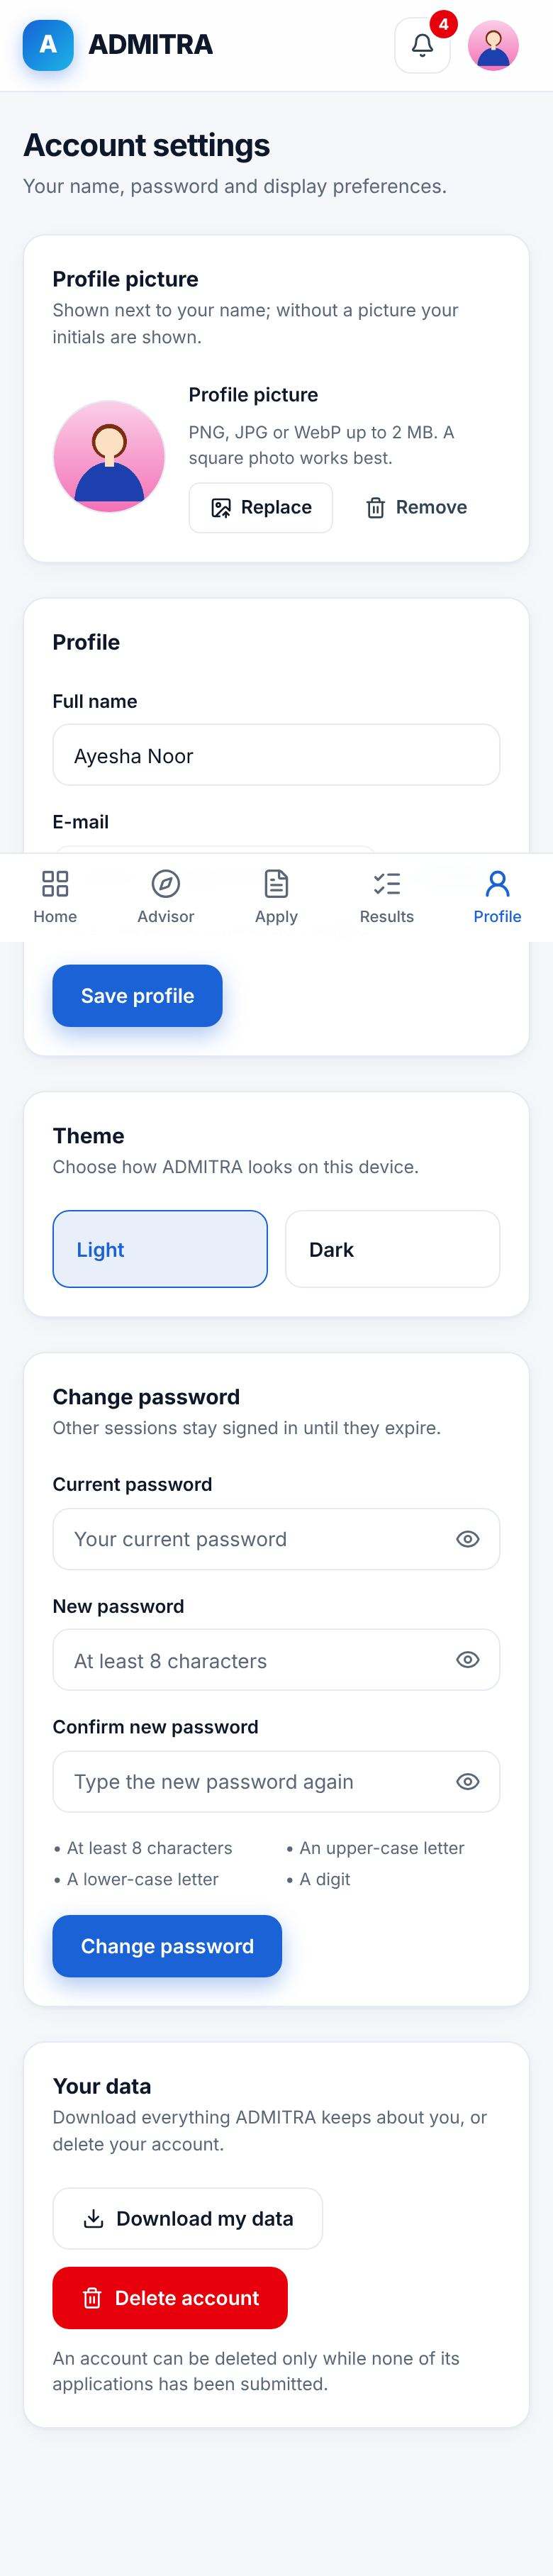 A ADMITRA 4
Account settings
Your name, password and display preferences.
Profile picture
Shown next to your name; without a picture your
initials are shown.
Profile picture
PNG, JPG or WebP up to 2 MB. A
square photo works best.
Replace Remove
Profile
Full name
Ayesha Noor
E-mail
Home Advisor Apply Results Profile
Save profile
Theme
Choose how ADMITRA looks on this device.
Light Dark
Change password
Other sessions stay signed in until they expire.
Current password
Your current password
New password
At least 8 characters
Confirm new password
Type the new password again
• At least 8 characters • An upper-case letter
• A lower-case letter • A digit
Change password
Your data
Download everything ADMITRA keeps about you, or
delete your account.
Download my data
Delete account
An account can be deleted only while none of its
applications has been submitted.